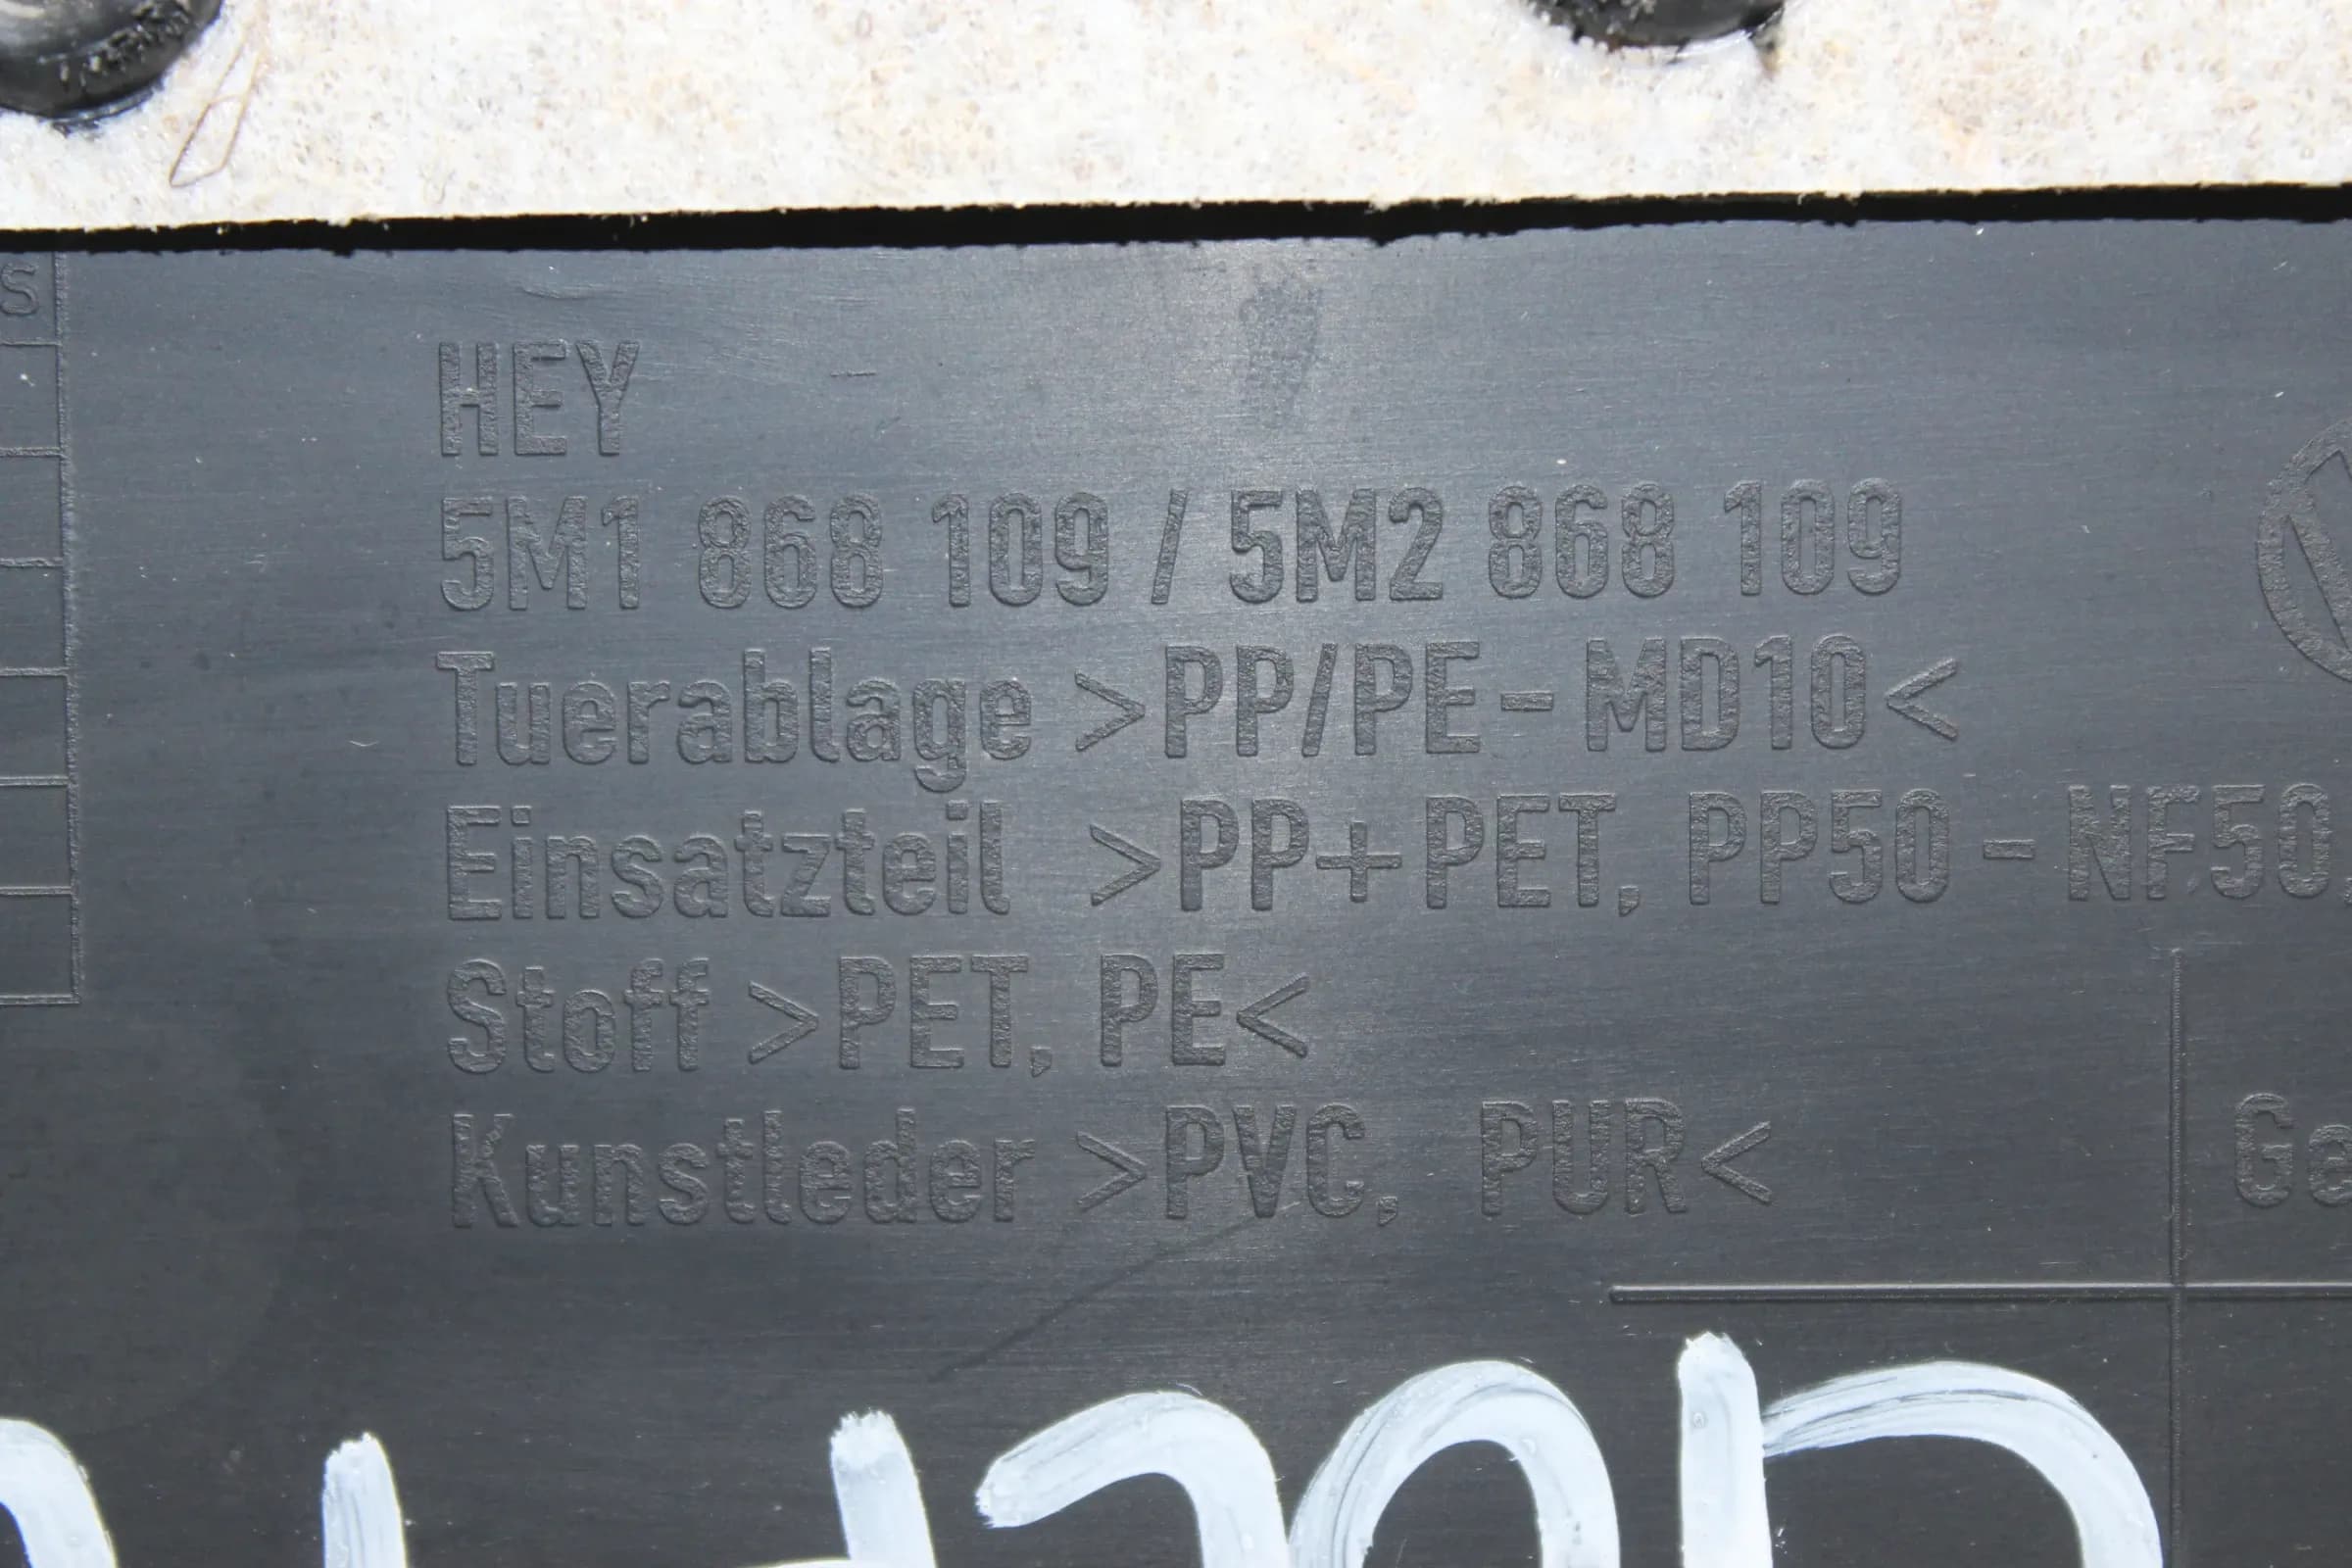 HEY
5M1 868 109 / 5M2 868 109
Tuerablage >PP/PE-MD10<
Einsatzteil >PP+PET, PP50-NF50,
Stoff >PET, PE<
Kunstleder >PVC, PUR<